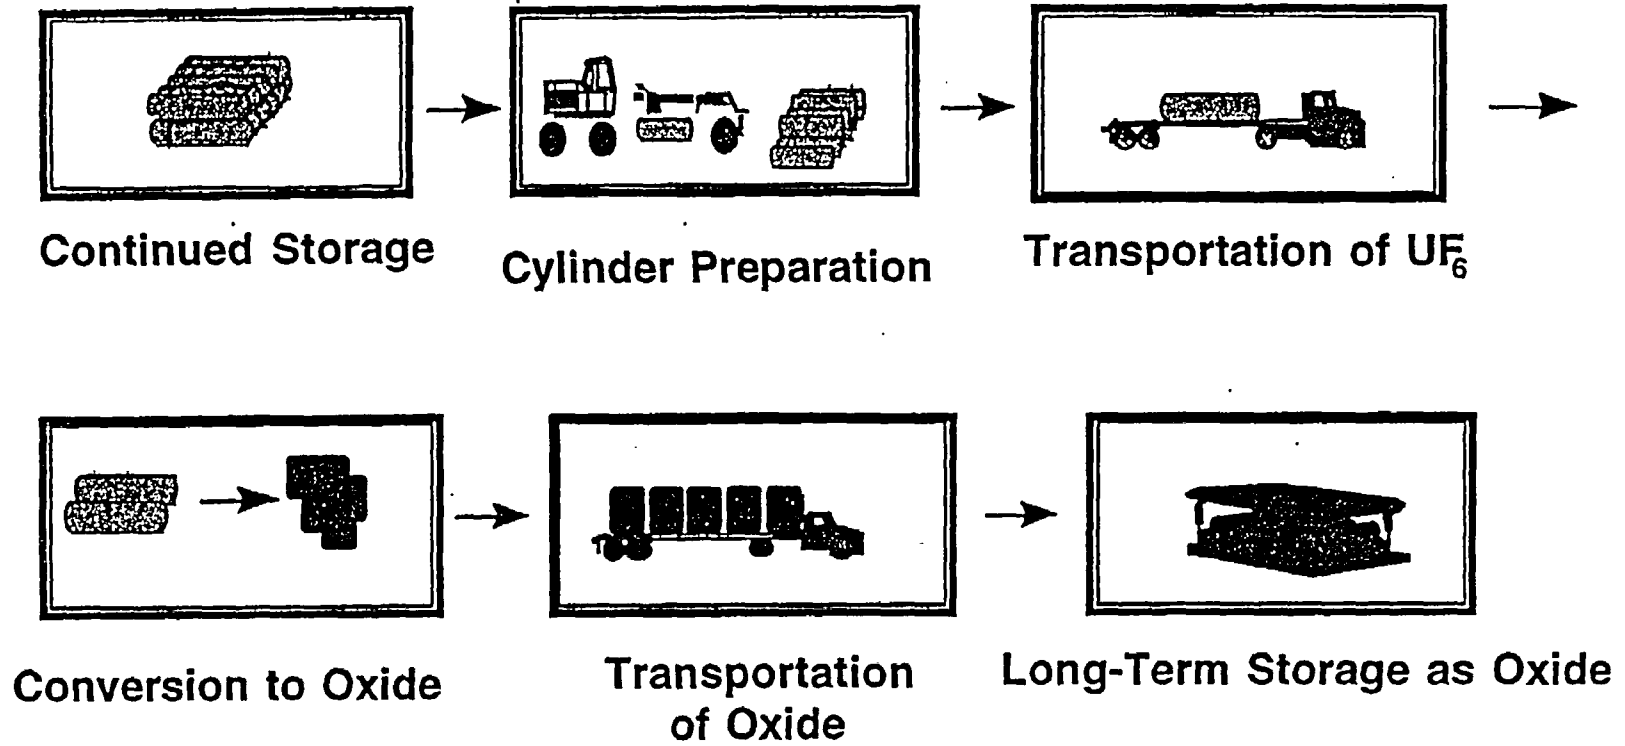 Continued Storage
Cylinder Preparation
Transportation of UF₆
Conversion to Oxide
Transportation
of Oxide
Long-Term Storage as Oxide